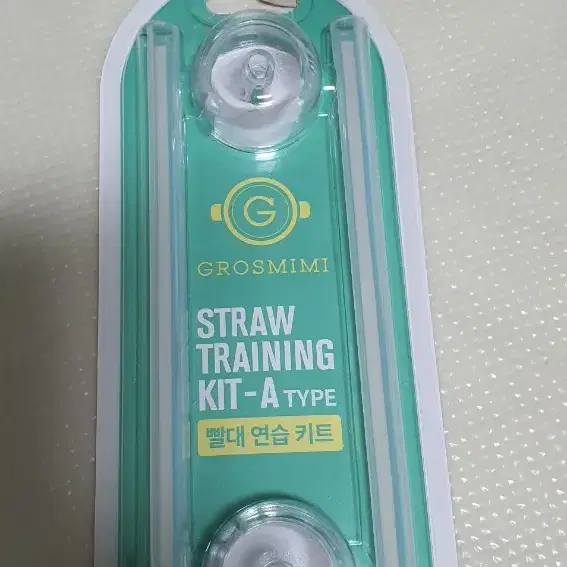 G
GROSMIMI
STRAW
TRAINING
KIT-A TYPE
빨대 연습 키트